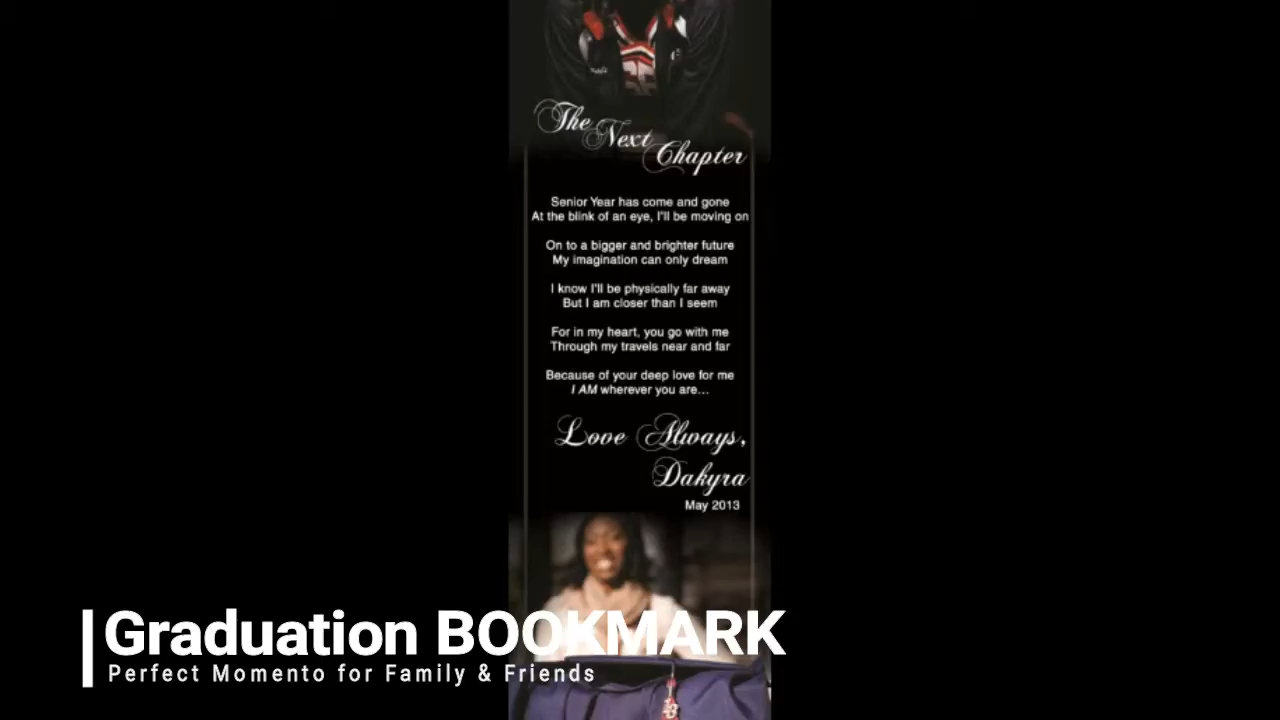 The Next Chapter
Senior Year has come and gone
At the blink of an eye, I'll be moving on
On to a bigger and brighter future
My imagination can only dream
I know I'll be physically far away
But I am closer than I seem
For in my heart, you go with me
Through my travels near and far
Because of your deep love for me
I AM wherever you are...
Love Always,
Dakyra
May 2013
Graduation BOOKMARK
Perfect Momento for Family & Friends